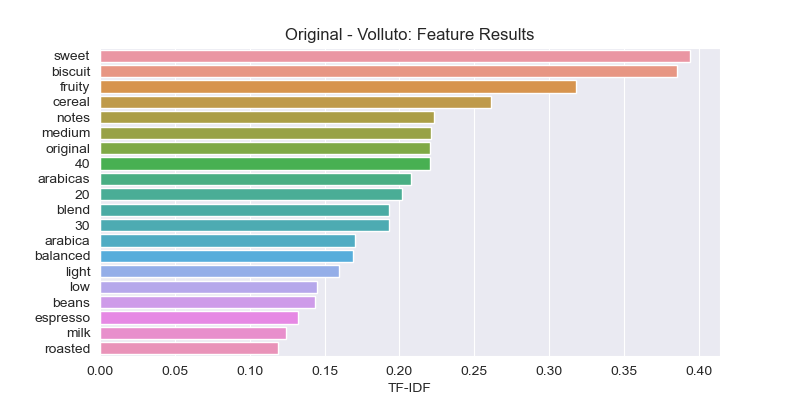 Original - Volluto: Feature Results
sweet
biscuit
fruity
cereal
notes
medium
original
40
arabicas
20
blend
30
arabica
balanced
light
low
beans
espresso
milk
roasted
0.00 0.05 0.10 0.15 0.20 0.25 0.30 0.35 0.40
TF-IDF